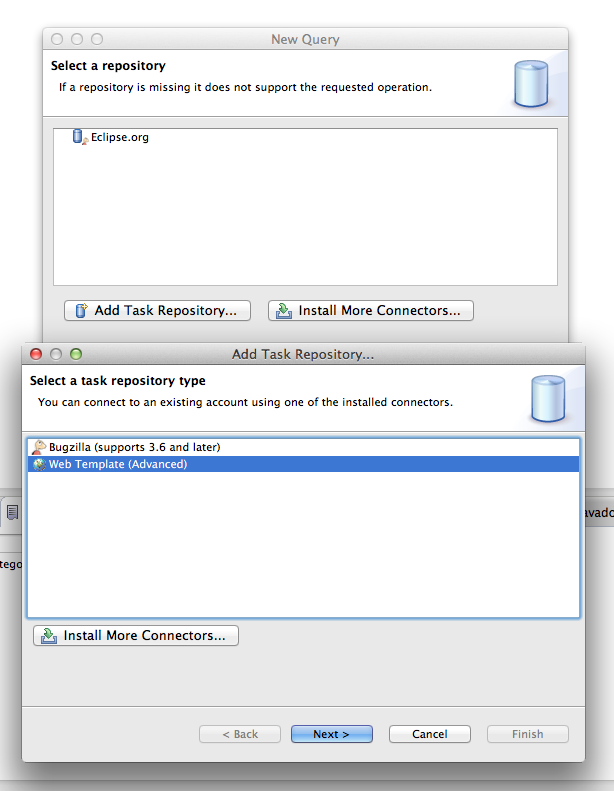 New Query
Select a repository
If a repository is missing it does not support the requested operation.
Eclipse.org
Add Task Repository...
Install More Connectors...
Add Task Repository...
Select a task repository type
You can connect to an existing account using one of the installed connectors.
Bugzilla (supports 3.6 and later)
Web Template (Advanced)
avado
tego
Install More Connectors...
< Back
Next >
Cancel
Finish